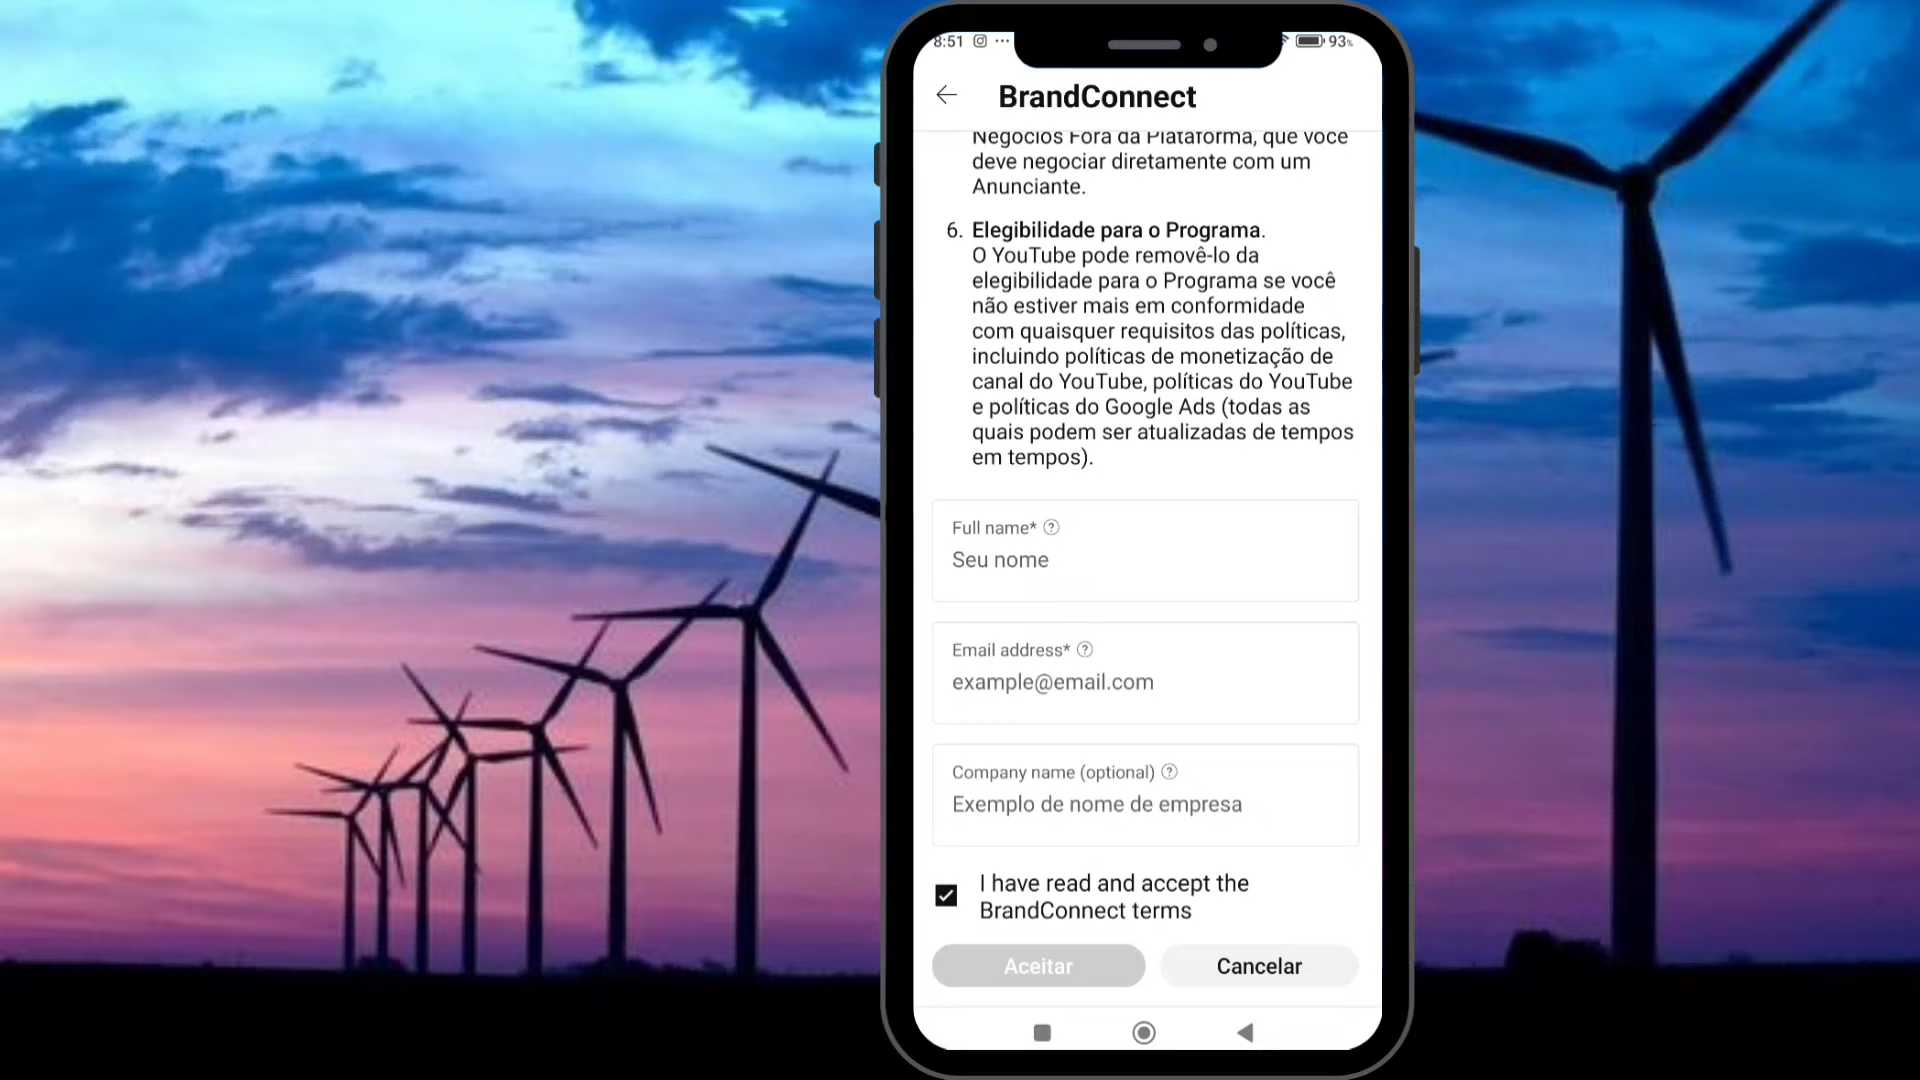 8:51
93%
BrandConnect
Negócios Fora da Plataforma, que você
deve negociar diretamente com um
Anunciante.
6. Elegibilidade para o Programa.
O YouTube pode removê-lo da
elegibilidade para o Programa se você
não estiver mais em conformidade
com quaisquer requisitos das políticas,
incluindo políticas de monetização de
canal do YouTube, políticas do YouTube
e políticas do Google Ads (todas as
quais podem ser atualizadas de tempos
em tempos).
Full name*
Seu nome
Email address*
example@email.com
Company name (optional)
Exemplo de nome de empresa
I have read and accept the
BrandConnect terms
Aceitar
Cancelar